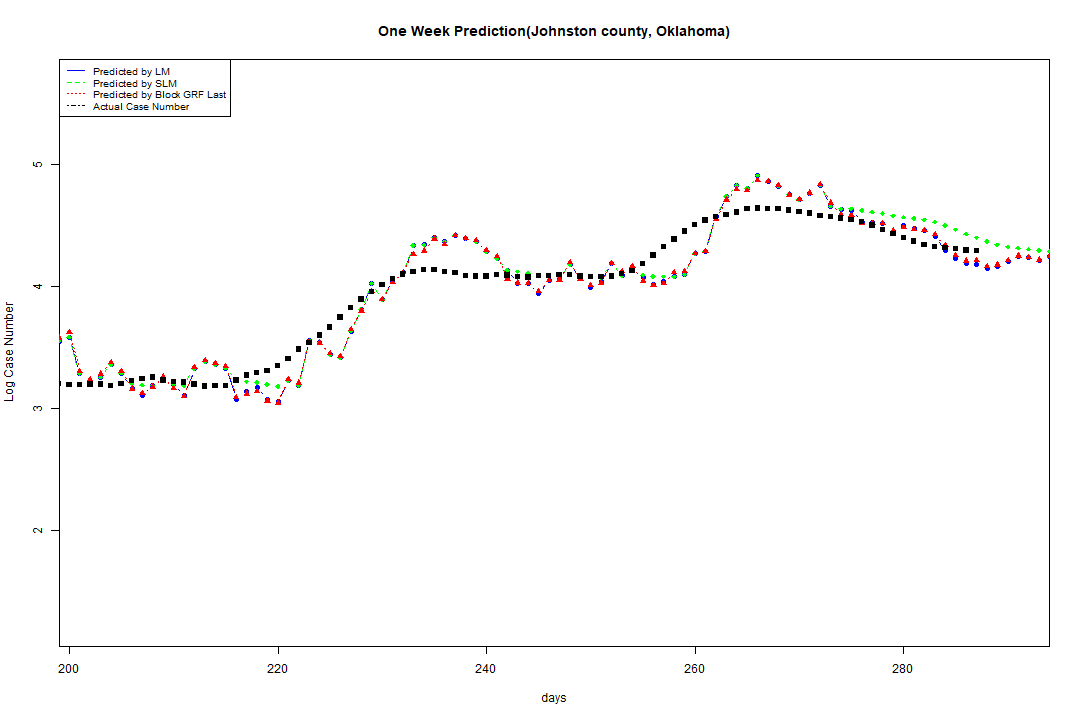 One Week Prediction(Johnston county, Oklahoma)
Predicted by LM
Predicted by SLM
Predicted by Block GRF Last
Actual Case Number
5
4
3
2
Log Case Number
200 220 240 260 280
days